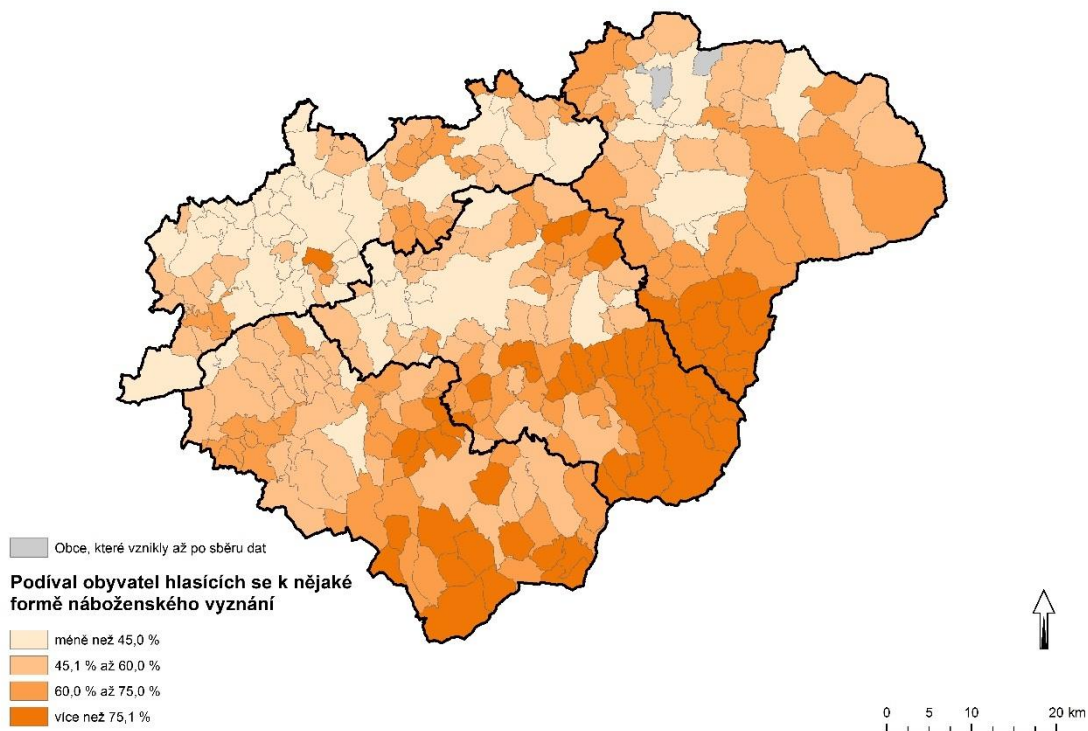 Obce, které vznikly až po sběru dat
Podíval obyvatel hlasících se k nějaké
formě náboženského vyznání
méně než 45,0 %
45,1 % až 60,0 %
60,0 % až 75,0 %
více než 75,1 %
0 5 10 20 km